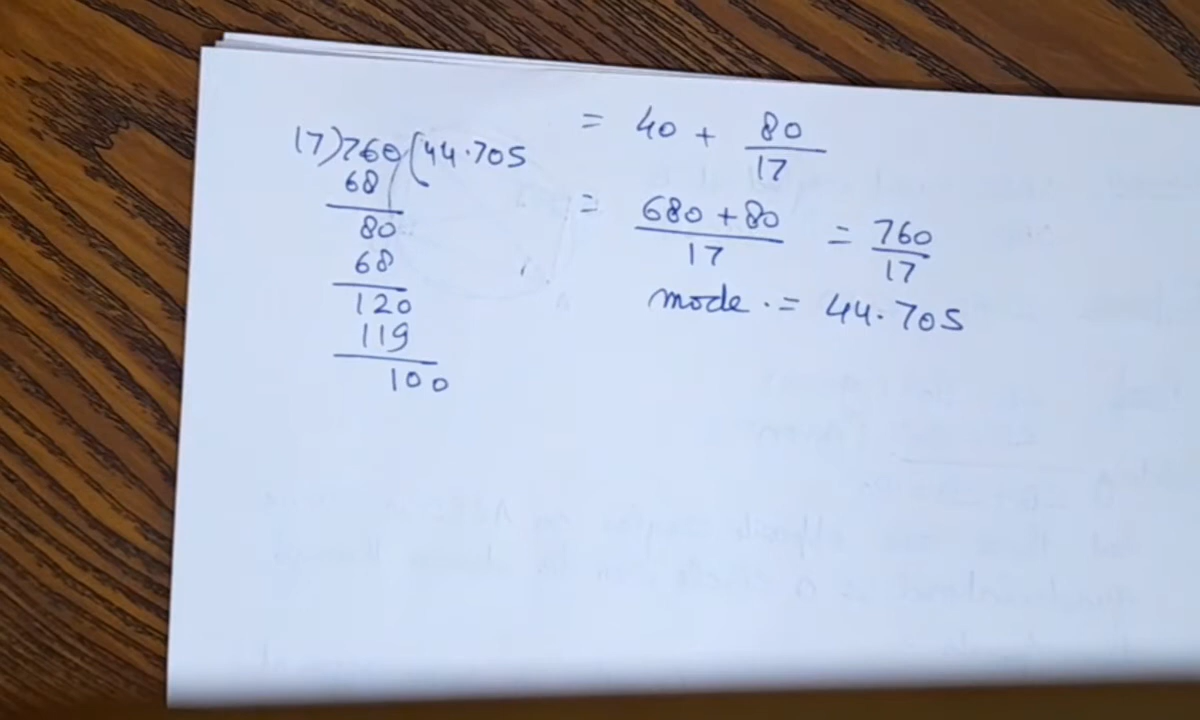 17)760(44.705
68
80
68
120
119
100
= 40 + 80/17
= 680+80/17 = 760/17
mode .= 44.705